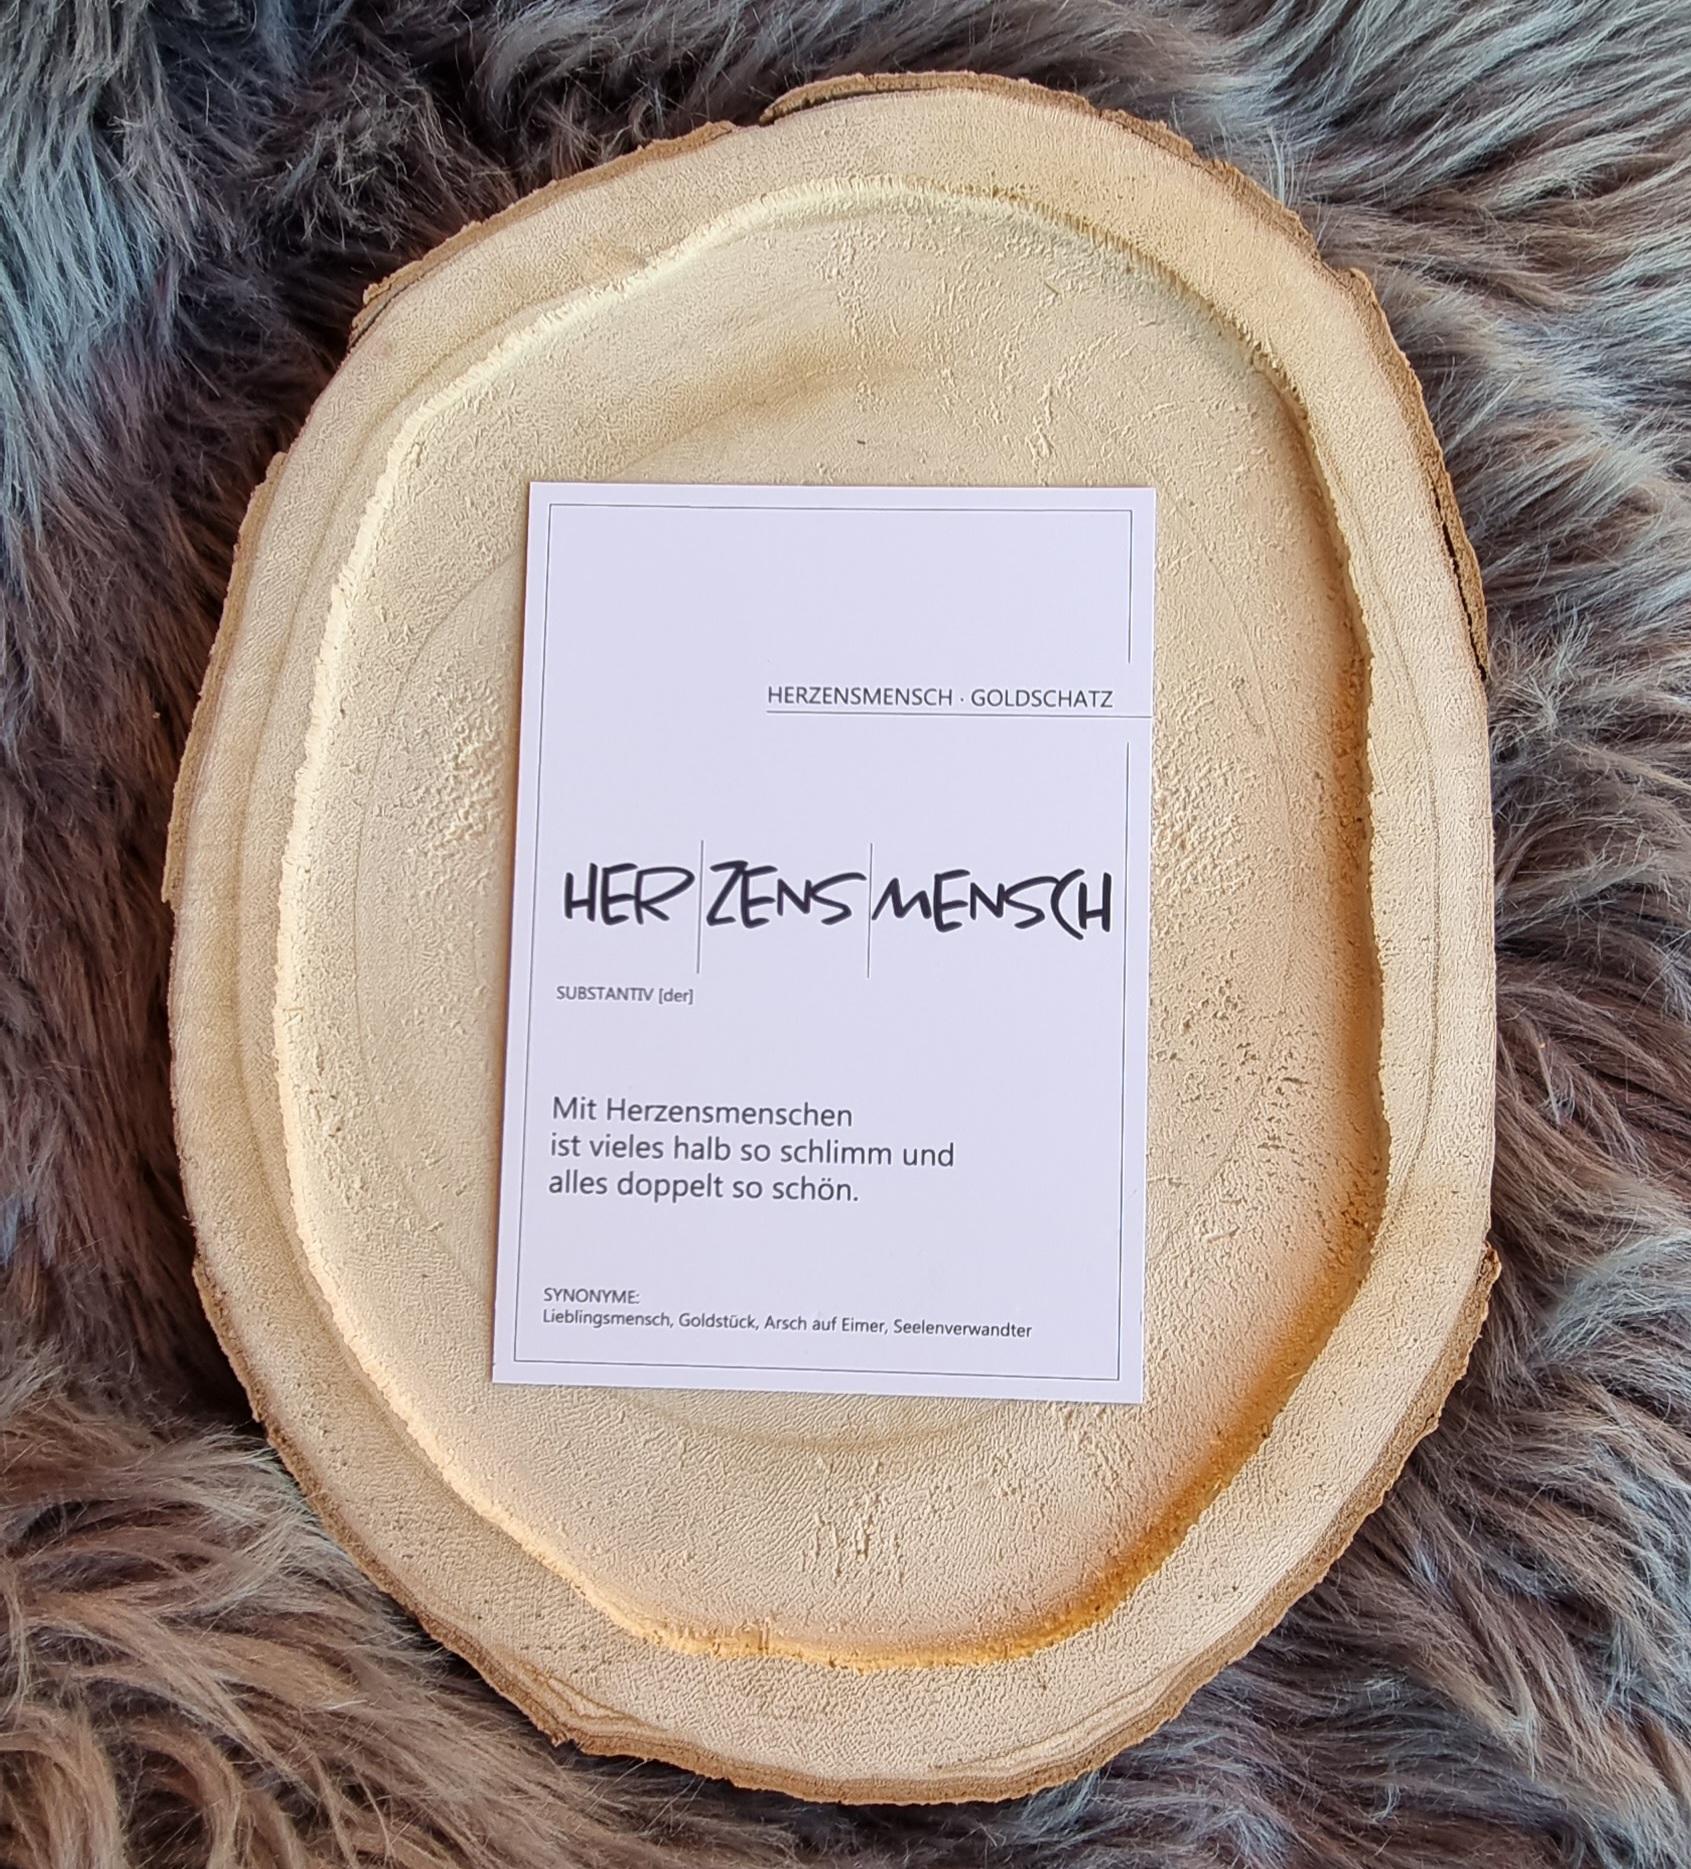 HERZENSMENSCH · GOLDSCHATZ
HER|ZENS|MENSCH
SUBSTANTIV [der]
Mit Herzensmenschen
ist vieles halb so schlimm und
alles doppelt so schön.
SYNONYME:
Lieblingsmensch, Goldstück, Arsch auf Eimer, Seelenverwandter